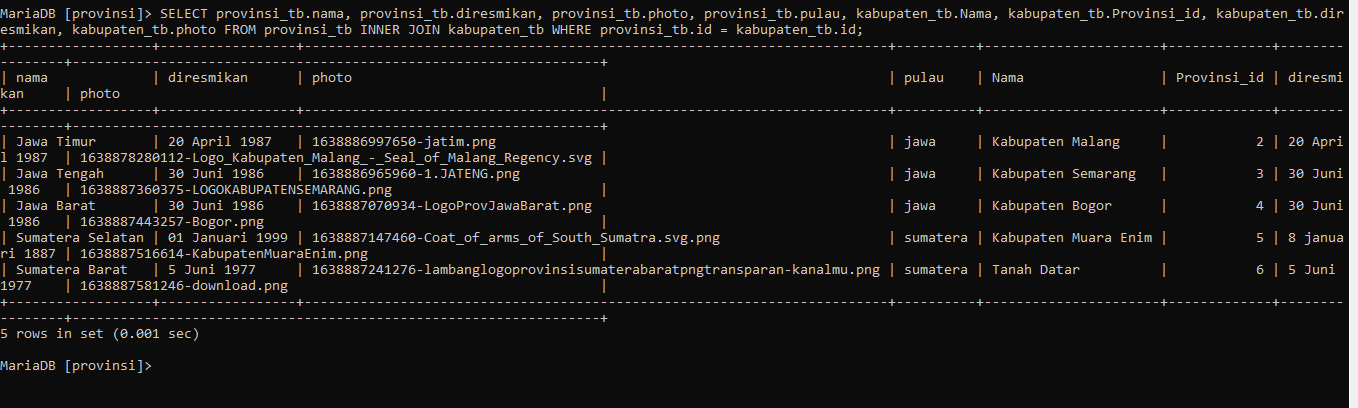 MariaDB [provinsi]> SELECT provinsi_tb.nama, provinsi_tb.diresmikan, provinsi_tb.photo, provinsi_tb.pulau, kabupaten_tb.Nama, kabupaten_tb.Provinsi_id, kabupaten_tb.dir
esmikan, kabupaten_tb.photo FROM provinsi_tb INNER JOIN kabupaten_tb WHERE provinsi_tb.id = kabupaten_tb.id;
+-----------------+-----------------+------------------------------------------------------------------------+----------+----------------------+-------------+--------
--------+------------------------------------------------------------------+
| nama             | diresmikan      | photo                                                                   | pulau    | Nama                 | Provinsi_id | diresmi
kan     | photo                                                            |
+-----------------+-----------------+------------------------------------------------------------------------+----------+----------------------+-------------+--------
--------+------------------------------------------------------------------+
| Jawa Timur       | 20 April 1987   | 1638886997650-jatim.png                                                 | jawa     | Kabupaten Malang     |           2 | 20 Apri
l 1987  | 1638878280112-Logo_Kabupaten_Malang_-_Seal_of_Malang_Regency.svg |
| Jawa Tengah      | 30 Juni 1986    | 1638886965960-1.JATENG.png                                              | jawa     | Kabupaten Semarang   |           3 | 30 Juni
 1986   | 1638887360375-LOGOKABUPATENSEMARANG.png                          |
| Jawa Barat       | 30 Juni 1986    | 1638887070934-LogoProvJawaBarat.png                                     | jawa     | Kabupaten Bogor      |           4 | 30 Juni
 1986   | 1638887443257-Bogor.png                                          |
| Sumatera Selatan | 01 Januari 1999 | 1638887147460-Coat_of_arms_of_South_Sumatra.svg.png                     | sumatera | Kabupaten Muara Enim |           5 | 8 janua
ri 1887 | 1638887516614-KabupatenMuaraEnim.png                             |
| Sumatera Barat   | 5 Juni 1977     | 1638887241276-lambanglogoprovinsisumaterabaratpngtransparan-kanalmu.png | sumatera | Tanah Datar          |           6 | 5 Juni
1977    | 1638887581246-download.png                                       |
+-----------------+-----------------+------------------------------------------------------------------------+----------+----------------------+-------------+--------
--------+------------------------------------------------------------------+
5 rows in set (0.001 sec)
MariaDB [provinsi]>